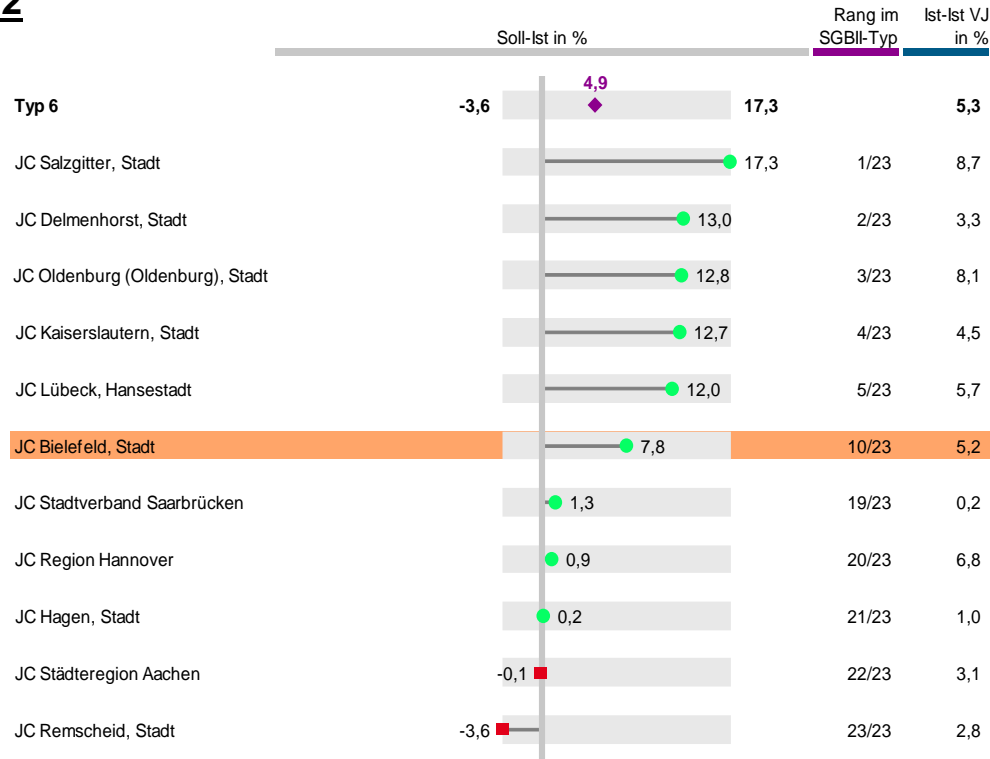 2
Rang im Ist-Ist VJ
Soll-Ist in % SGBII-Typ in %
4,9
Typ 6 -3,6 17,3 5,3
JC Salzgitter, Stadt 17,3 1/23 8,7
JC Delmenhorst, Stadt 13,0 2/23 3,3
JC Oldenburg (Oldenburg), Stadt 12,8 3/23 8,1
JC Kaiserslautern, Stadt 12,7 4/23 4,5
JC Lübeck, Hansestadt 12,0 5/23 5,7
JC Bielefeld, Stadt 7,8 10/23 5,2
JC Stadtverband Saarbrücken 1,3 19/23 0,2
JC Region Hannover 0,9 20/23 6,8
JC Hagen, Stadt 0,2 21/23 1,0
JC Städteregion Aachen -0,1 22/23 3,1
JC Remscheid, Stadt -3,6 23/23 2,8